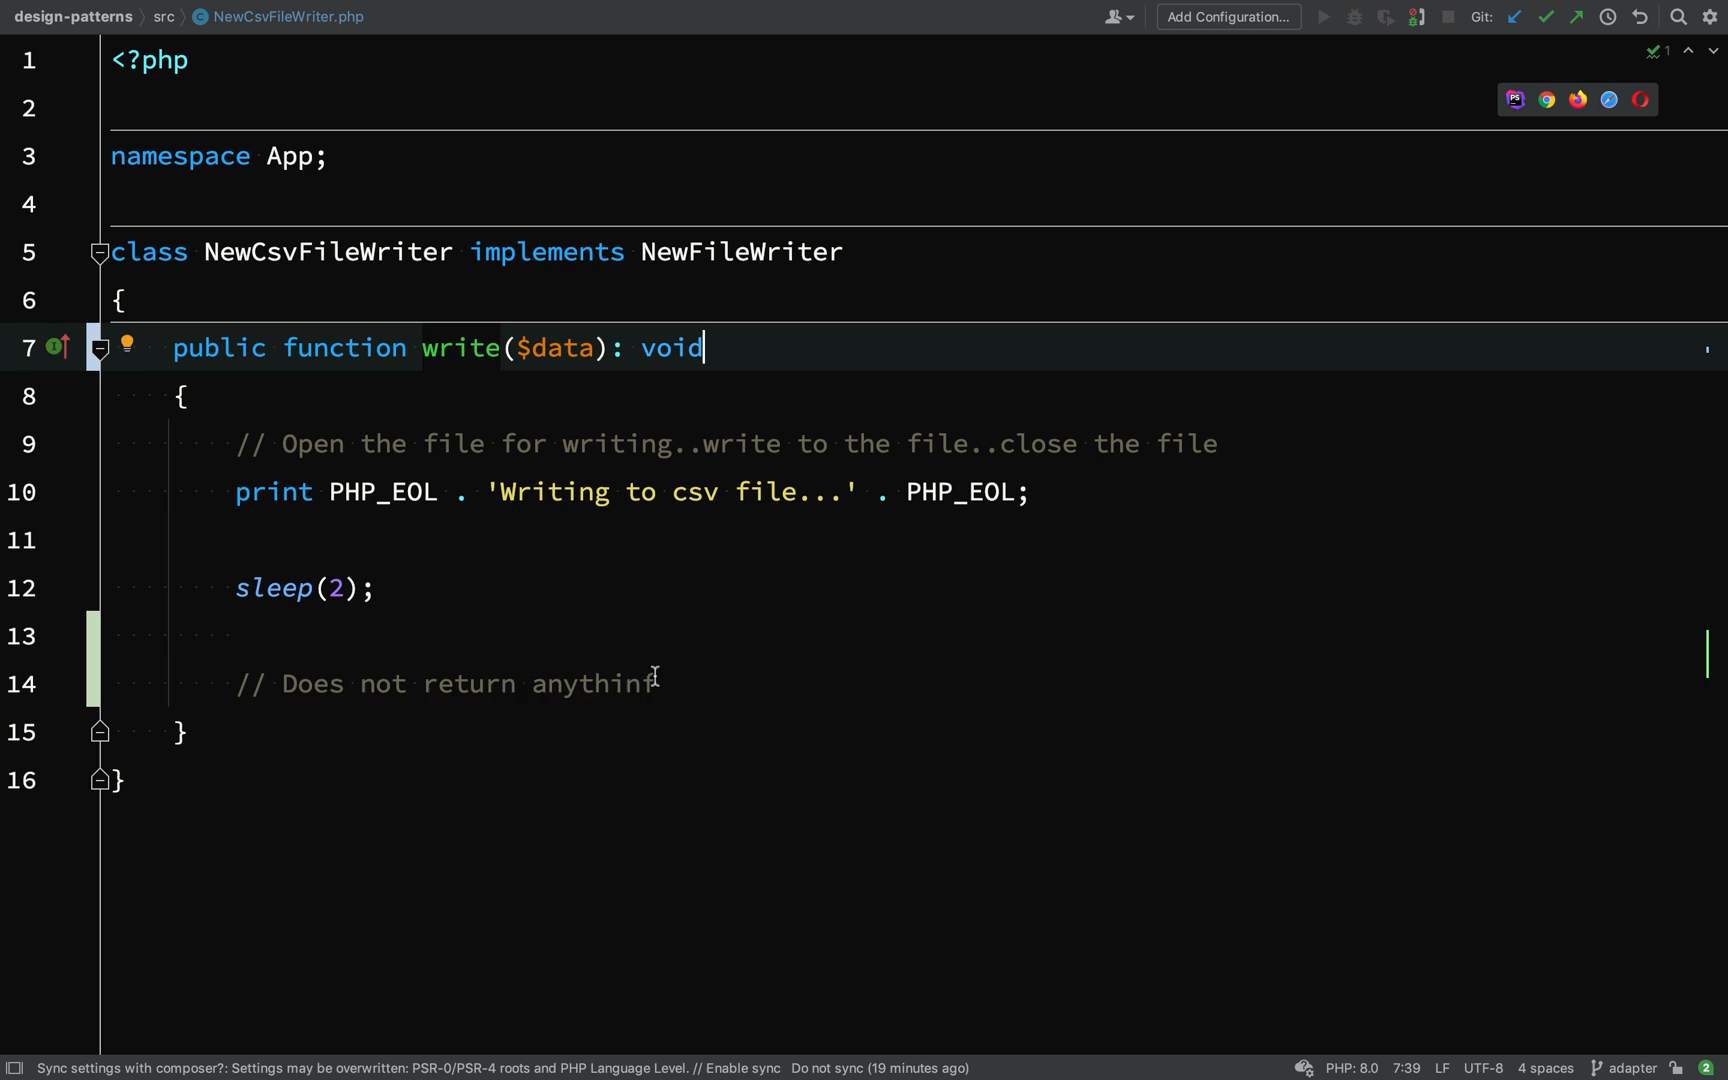 design-patterns src NewCsvFileWriter.php Add Configuration... Git:
1 <?php
1
2
3 namespace App;
4
5 class NewCsvFileWriter implements NewFileWriter
6 {
7 public function write($data): void
8 {
9 // Open the file for writing..write to the file..close the file
10 print PHP_EOL . 'Writing to csv file...' . PHP_EOL;
11
12 sleep(2);
13
14 // Does not return anythinf
15 }
16 }
Sync settings with composer?: Settings may be overwritten: PSR-0/PSR-4 roots and PHP Language Level. // Enable sync Do not sync (19 minutes ago) PHP: 8.0 7:39 LF UTF-8 4 spaces adapter 2